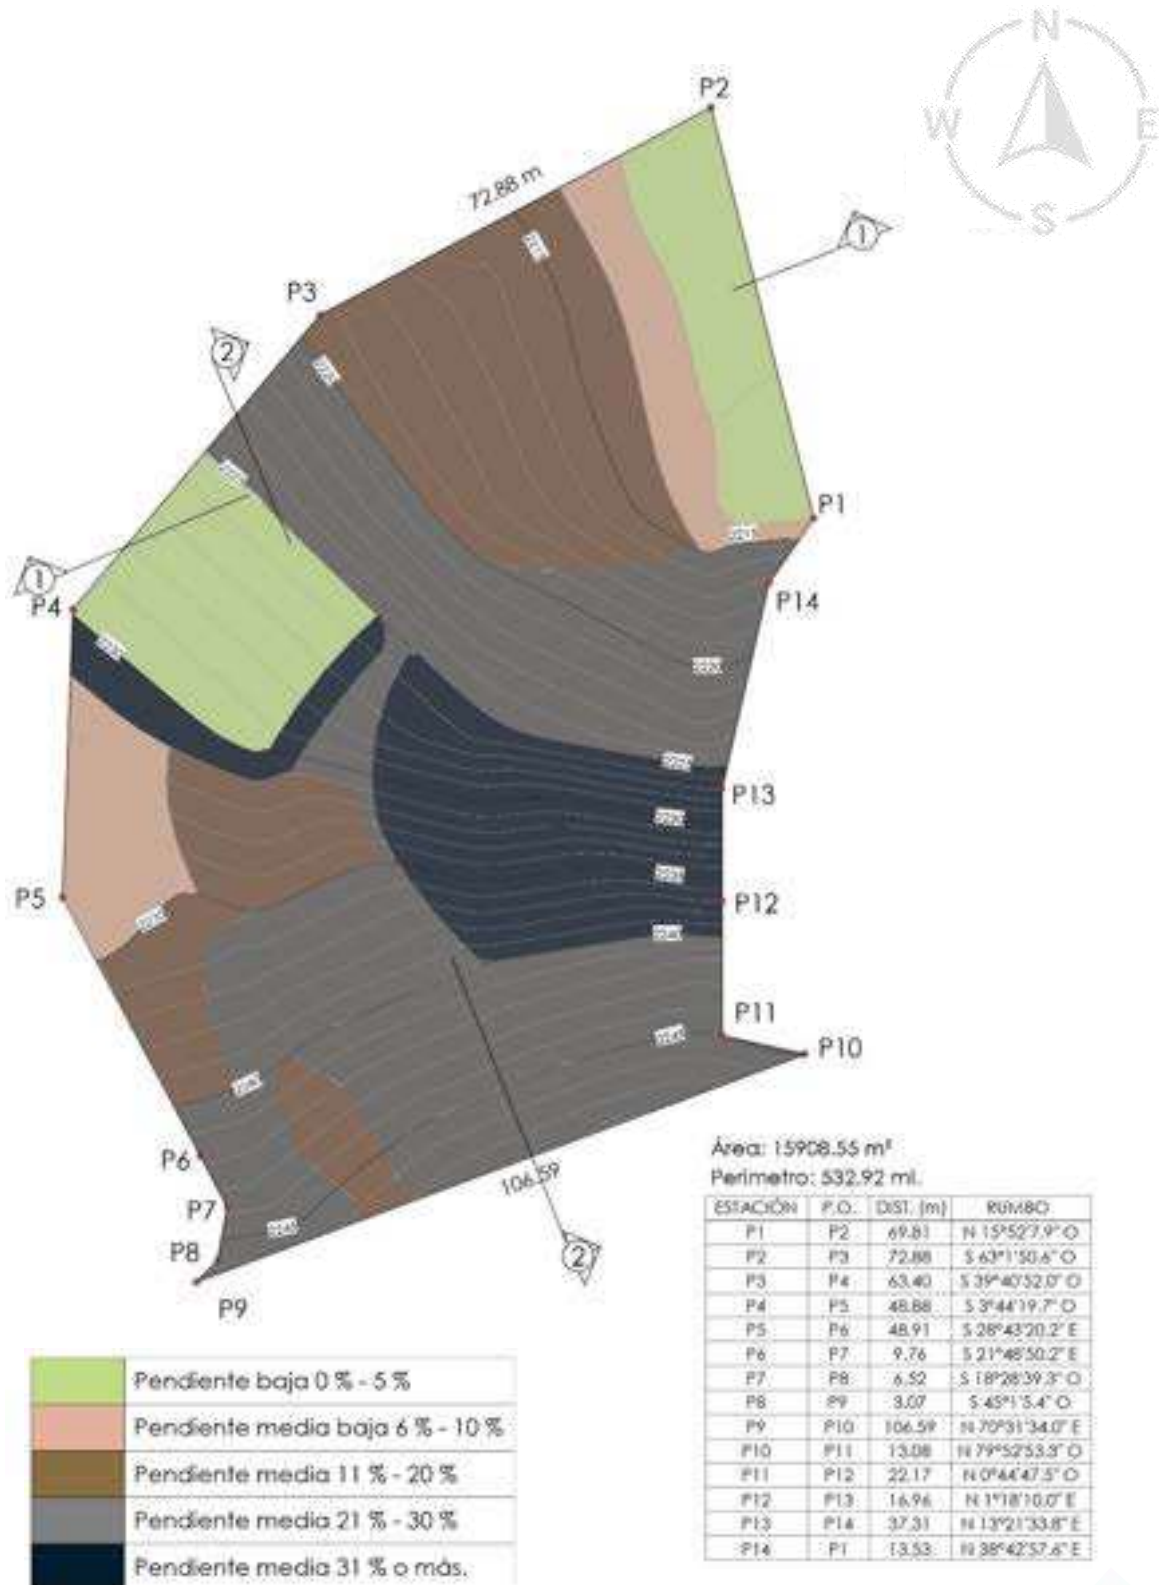 N
W E
S
P2
72.88 m
1
P3
2
P1
1
P4
P14
P13
P5
P12
P11
P10
P6
106.59
P7
P8
2
P9
Área: 15908.55 m²
Perímetro: 532.92 ml.
ESTACIÓN P.O. DIST. (m) RUMBO
P1 P2 69.81 N 15°52'7.9" O
P2 P3 72.88 S 63°1'50.6" O
P3 P4 63.40 S 39°40'52.0" O
P4 P5 48.88 S 3°44'19.7" O
P5 P6 48.91 S 28°43'20.2" E
P6 P7 9.76 S 21°48'50.2" E
P7 P8 6.52 S 18°28'39.3" O
P8 P9 3.07 S 45°1'5.4" O
P9 P10 106.59 N 70°31'34.0" E
P10 P11 13.08 N 79°52'53.3" O
P11 P12 22.17 N 0°44'47.5" O
P12 P13 16.96 N 1°18'10.0" E
P13 P14 37.31 N 13°21'33.8" E
P14 P1 13.53 N 38°42'57.6" E
Pendiente baja 0 % - 5 %
Pendiente media baja 6 % - 10 %
Pendiente media 11 % - 20 %
Pendiente media 21 % - 30 %
Pendiente media 31 % o más.